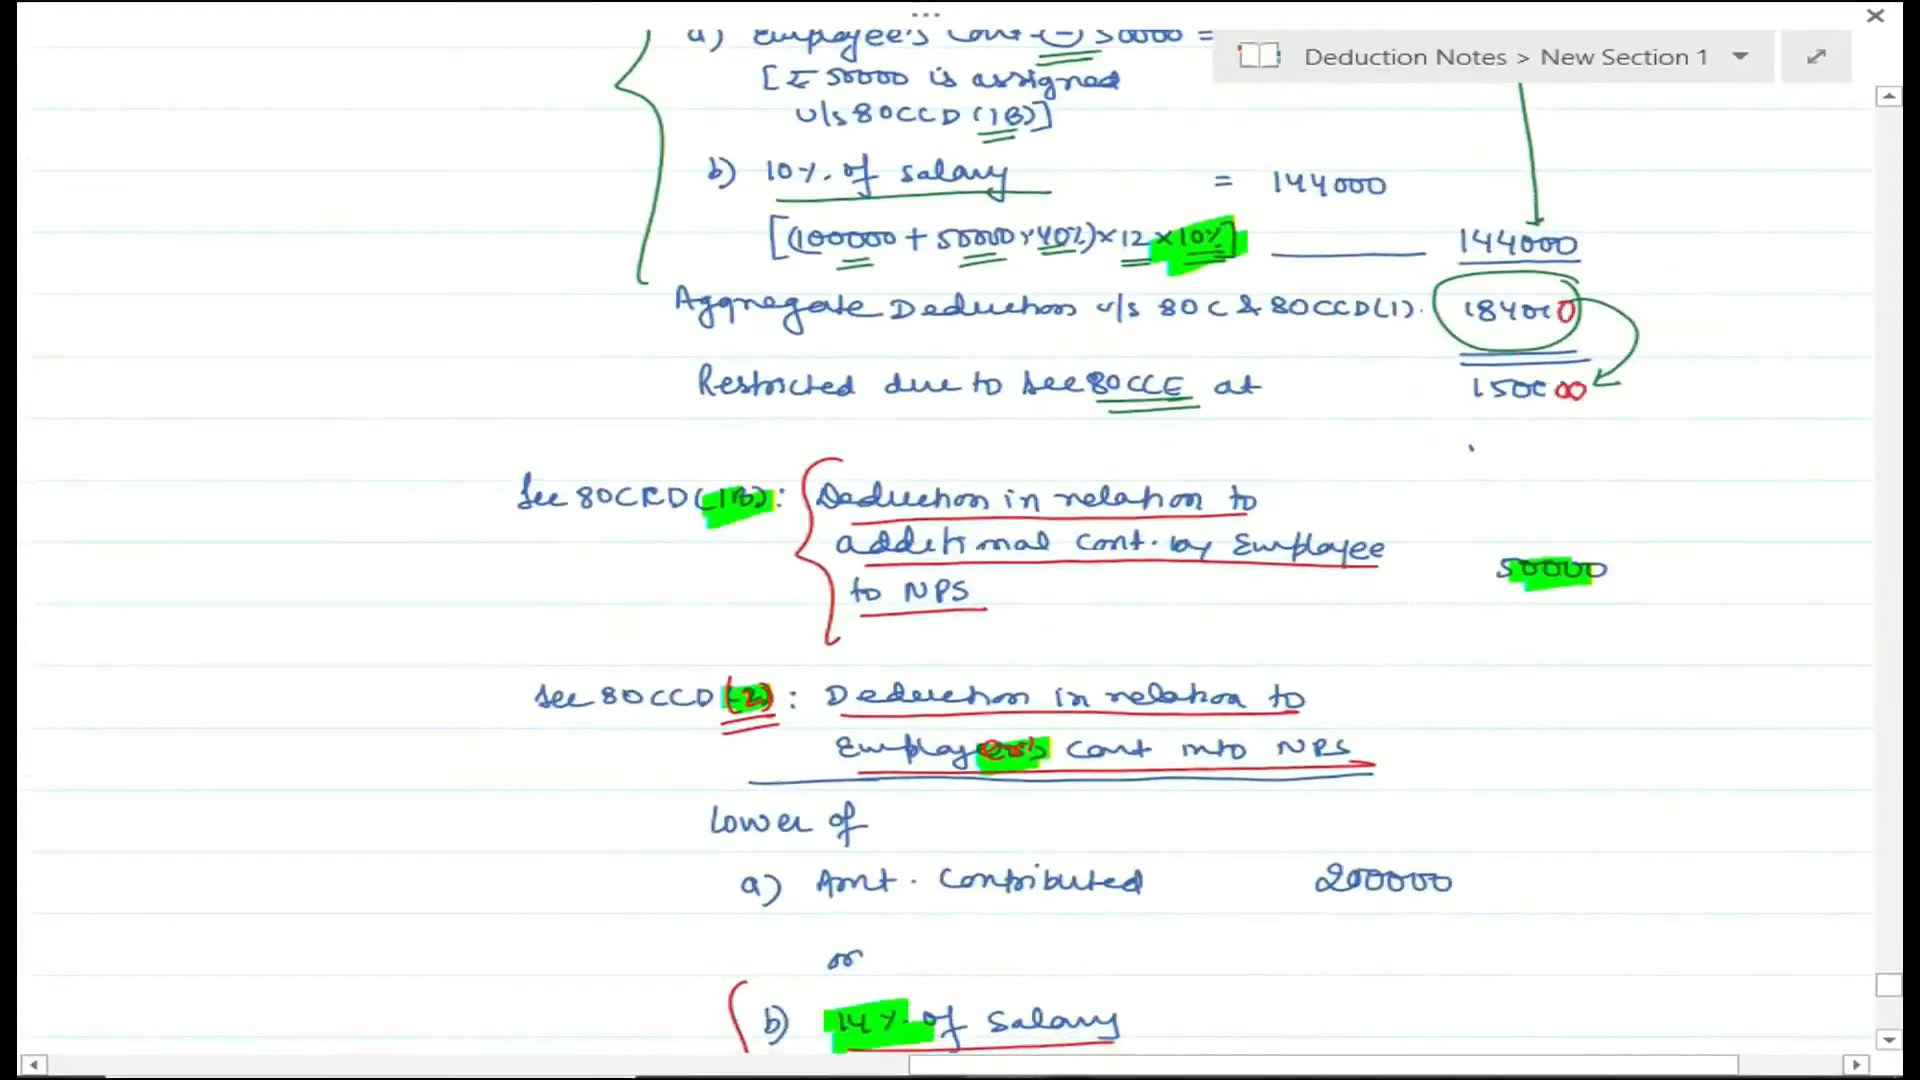 a) Employee's Cont (-) 50000 =
Deduction Notes > New Section 1
[₹ 50000 is assigned
u/s 80CCD (1B)]
b) 10%. of salary = 144000
[(100000 + 50000 × 40%) × 12 × 10%] 144000
Aggregate Deduction u/s 80C & 80CCD(1). 184000
Restricted due to Sec 80CCE at 150000
Sec 80CCD (1B): Deduction in relation to
additional cont. by Employee 50000
to NPS
Sec 80CCD (2): Deduction in relation to
Employer's cont into NPS
Lower of
a) Amt. Contributed 200000
or
b) 14%. of Salary